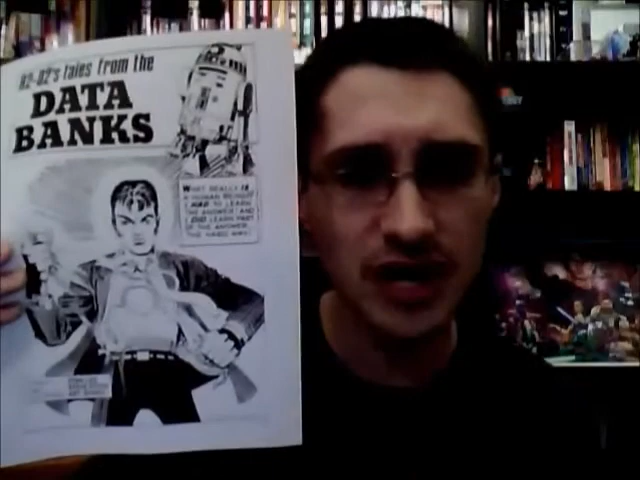 R2-D2's tales from the
DATA
BANKS
WHAT REALLY IS
A HUMAN BEING? I
HAD TO LEARN
THE ANSWER, AND
I DID LEARN PART
OF THE ANSWER,
THE HARD WAY!